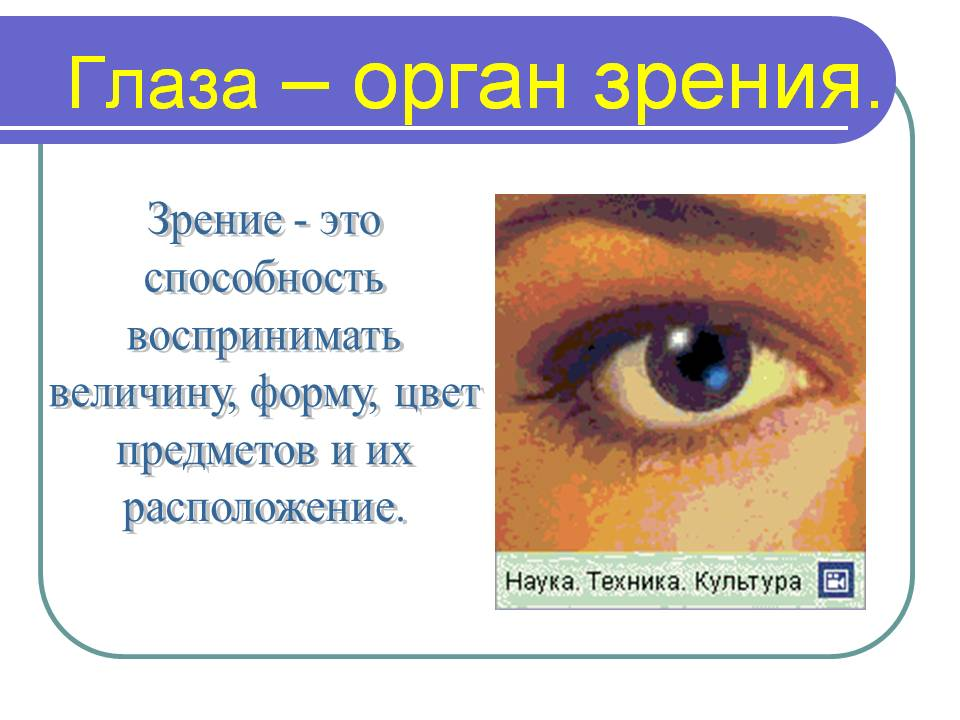 Глаза – орган зрения.
Зрение - это
способность
воспринимать
величину, форму, цвет
предметов и их
расположение.
Наука. Техника. Культура